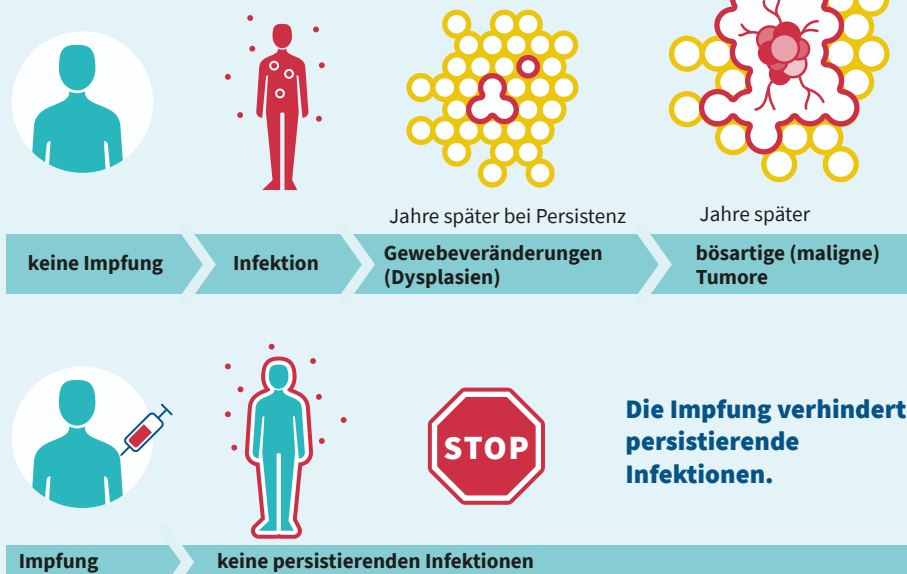 Jahre später bei Persistenz
Jahre später
keine Impfung
Infektion
Gewebeveränderungen
(Dysplasien)
bösartige (maligne)
Tumore
STOP
Die Impfung verhindert
persistierende
Infektionen.
Impfung
keine persistierenden Infektionen